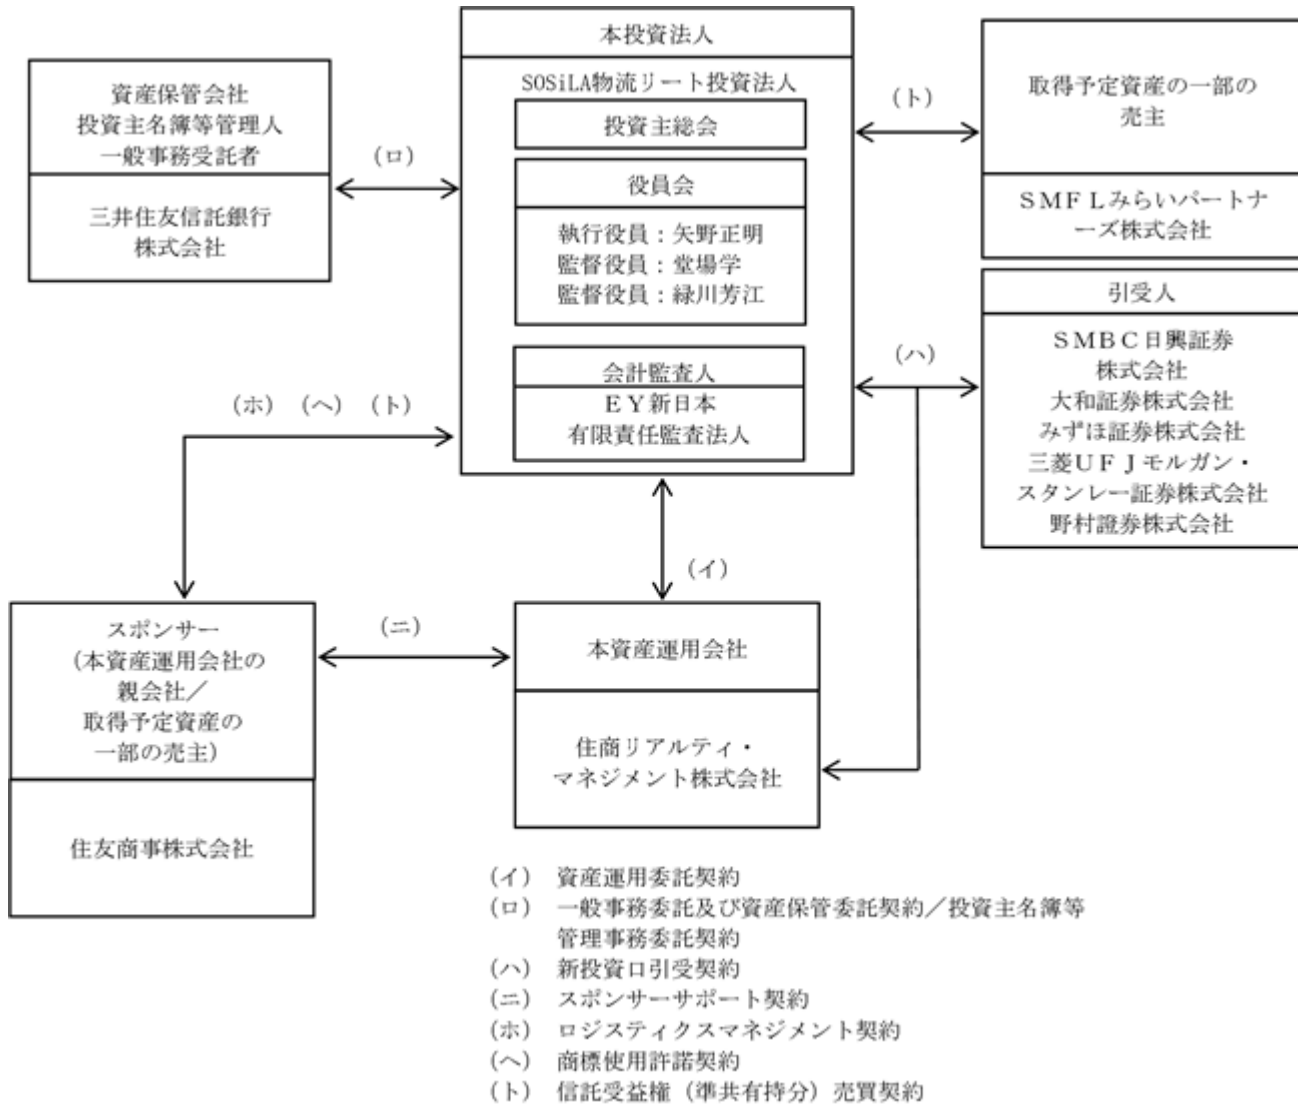 本投資法人
SOSiLA物流リート投資法人
投資主総会
役員会
執行役員：矢野正明
監督役員：堂場学
監督役員：緑川芳江
会計監査人
ＥＹ新日本
有限責任監査法人
資産保管会社
投資主名簿等管理人
一般事務受託者
三井住友信託銀行
株式会社
（ロ）
（ト）
取得予定資産の一部の
売主
ＳＭＦＬみらいパートナ
ーズ株式会社
引受人
ＳＭＢＣ日興証券
株式会社
大和証券株式会社
みずほ証券株式会社
三菱ＵＦＪモルガン・
スタンレー証券株式会社
野村證券株式会社
（ハ）
（ホ）（ヘ）（ト）
（イ）
スポンサー
（本資産運用会社の
親会社／
取得予定資産の
一部の売主）
住友商事株式会社
（ニ）
本資産運用会社
住商リアルティ・
マネジメント株式会社
（イ） 資産運用委託契約
（ロ） 一般事務委託及び資産保管委託契約／投資主名簿等
管理事務委託契約
（ハ） 新投資口引受契約
（ニ） スポンサーサポート契約
（ホ） ロジスティクスマネジメント契約
（ヘ） 商標使用許諾契約
（ト） 信託受益権（準共有持分）売買契約